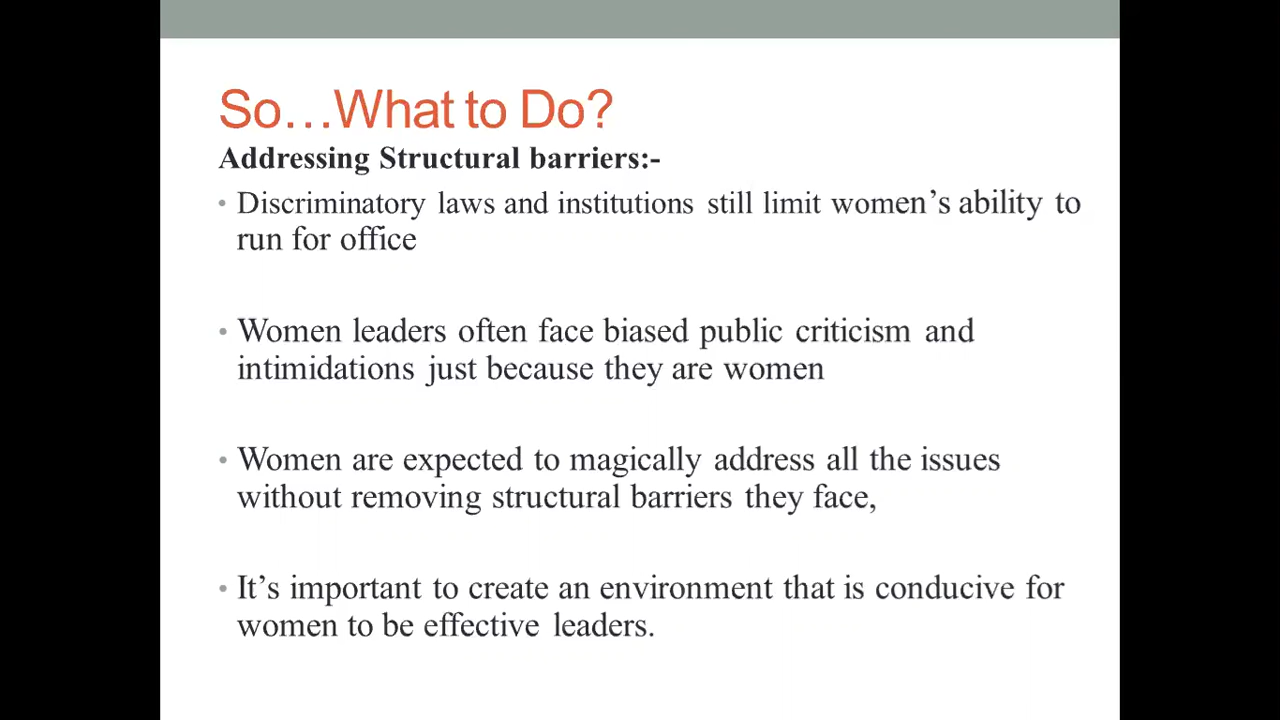 So…What to Do?
Addressing Structural barriers:-
• Discriminatory laws and institutions still limit women’s ability to
run for office
• Women leaders often face biased public criticism and
intimidations just because they are women
• Women are expected to magically address all the issues
without removing structural barriers they face,
• It’s important to create an environment that is conducive for
women to be effective leaders.